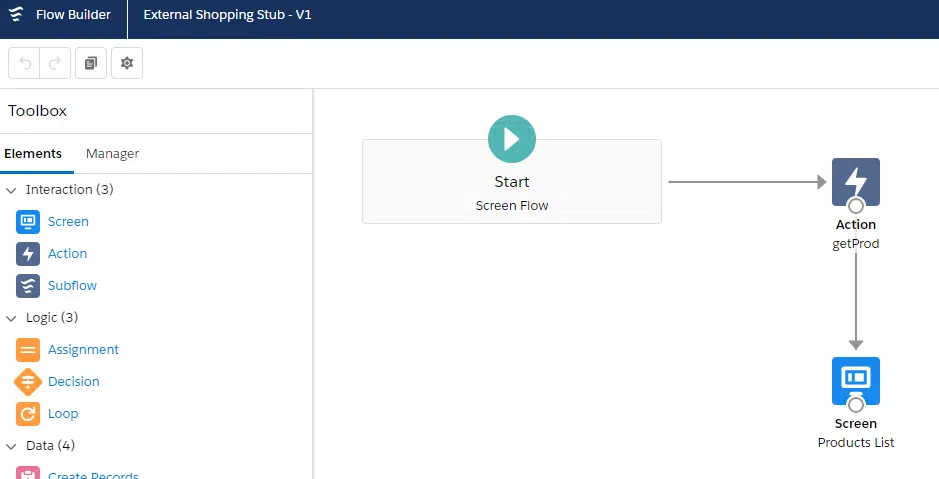 Flow Builder
External Shopping Stub - V1
Toolbox
Elements
Manager
Interaction (3)
Screen
Action
Subflow
Logic (3)
Assignment
Decision
Loop
Data (4)
Create Records
Start
Screen Flow
Action
getProd
Screen
Products List